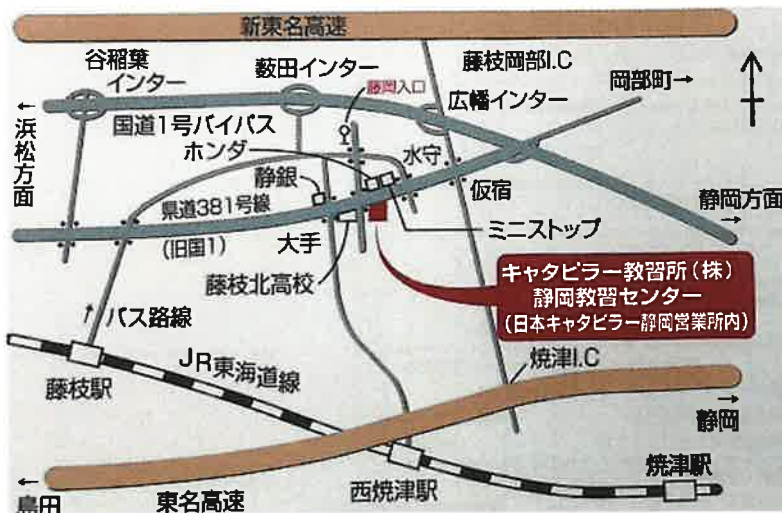 新東名高速
谷稲葉
インター
薮田インター
藤枝岡部I.C
岡部町→
藤岡入口
広幡インター
←
浜松方面
国道1号バイパス
ホンダ
水守
静銀
仮宿
県道381号線
(旧国1)
大手
ミニストップ
静岡方面
→
藤枝北高校
キャタピラー教習所(株)
静岡教習センター
(日本キャタピラー静岡営業所内)
バス路線
JR東海道線
藤枝駅
焼津I.C
→
静岡
←
島田
東名高速
西焼津駅
焼津駅